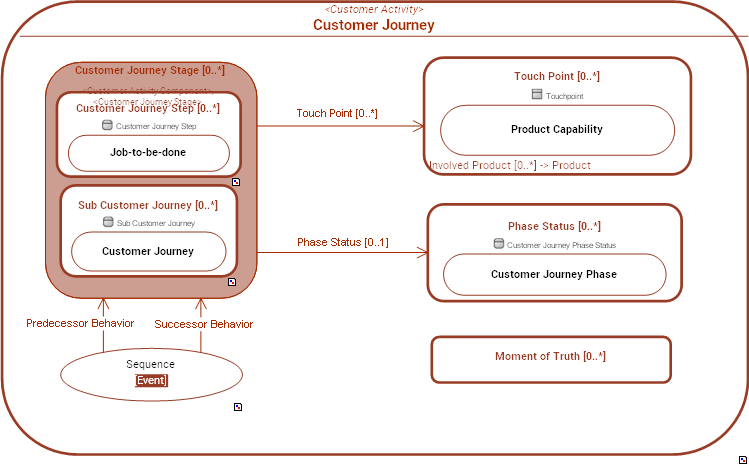 <Customer Activity>
Customer Journey
Customer Journey Stage [0..*]
<Customer Activity Component>,
<Customer Journey Stage>
Customer Journey Step [0..*]
Customer Journey Step
Job-to-be-done
Sub Customer Journey [0..*]
Sub Customer Journey
Customer Journey
Touch Point [0..*]
Touch Point [0..*]
Touchpoint
Product Capability
Involved Product [0..*] -> Product
Phase Status [0..1]
Phase Status [0..*]
Customer Journey Phase Status
Customer Journey Phase
Predecessor Behavior
Successor Behavior
Sequence
[Event]
Moment of Truth [0..*]